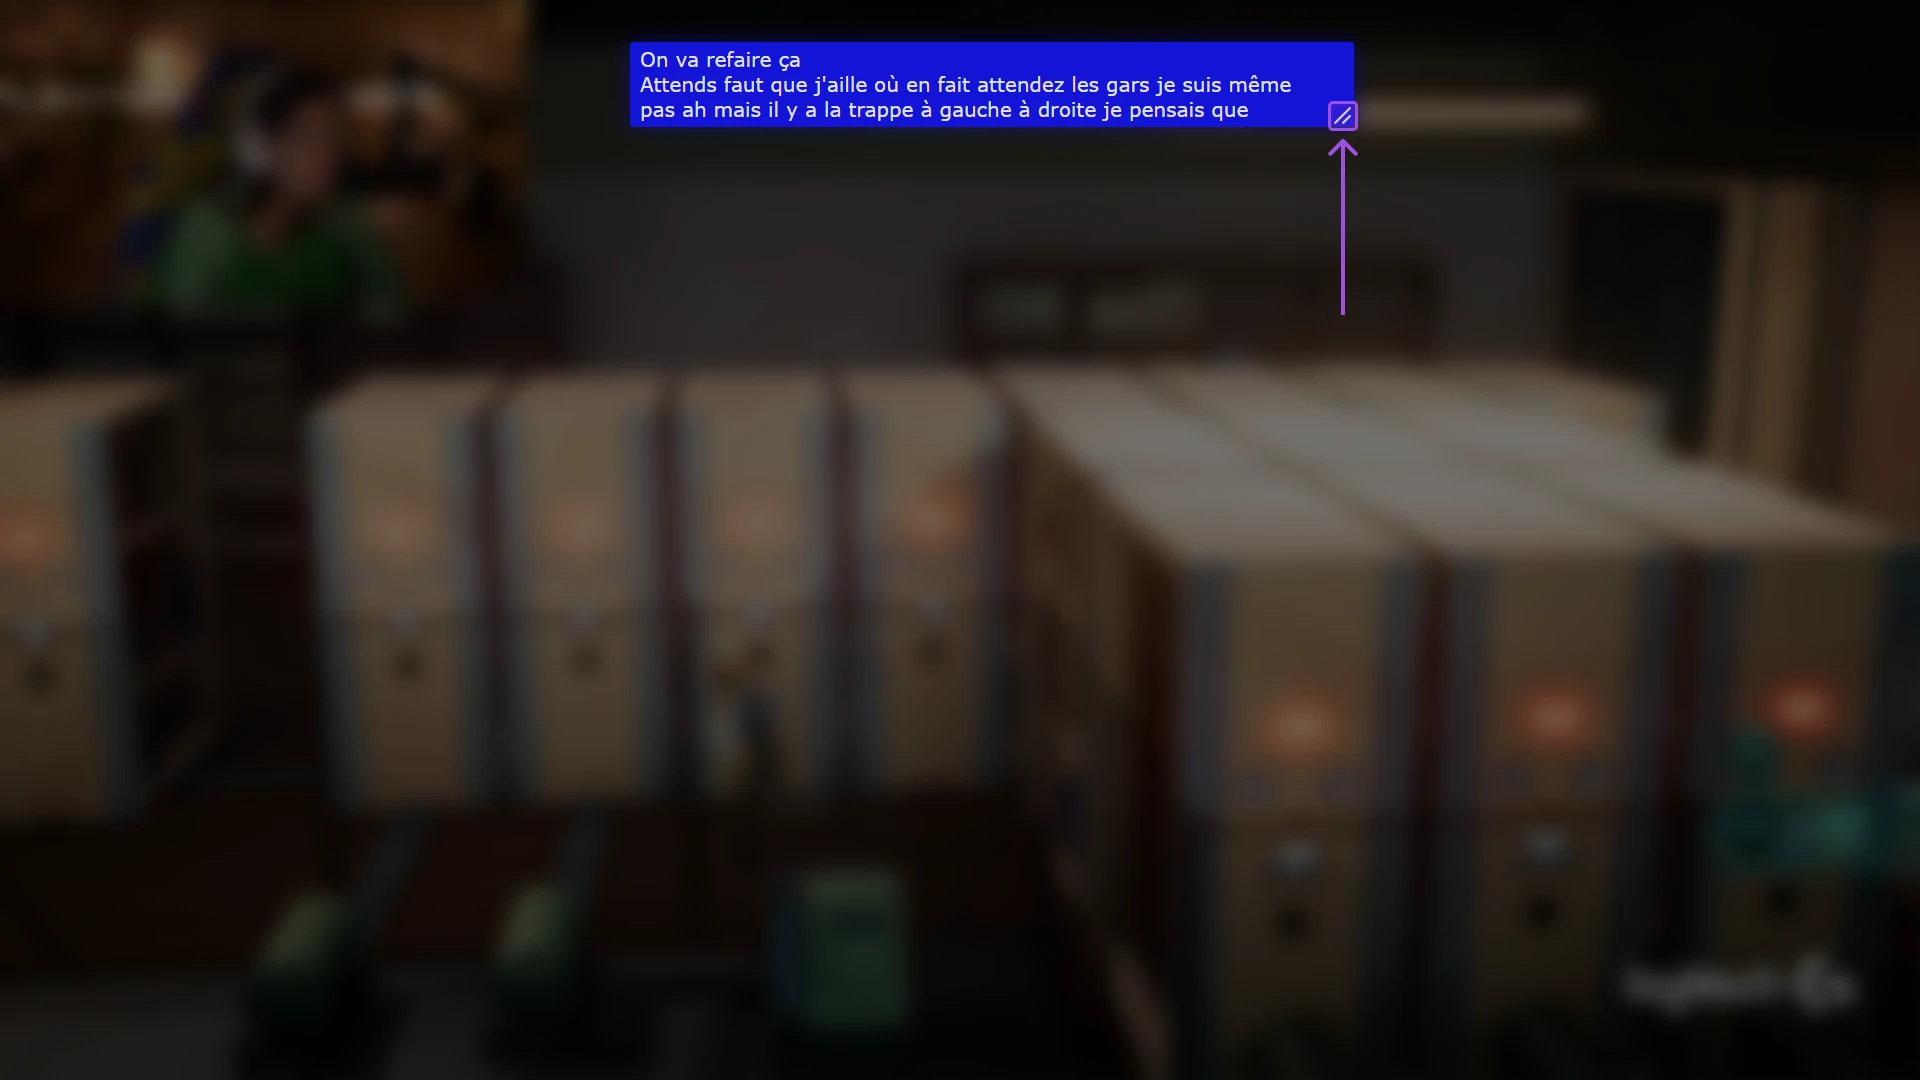 On va refaire ça
Attends faut que j'aille où en fait attendez les gars je suis même
pas ah mais il y a la trappe à gauche à droite je pensais que